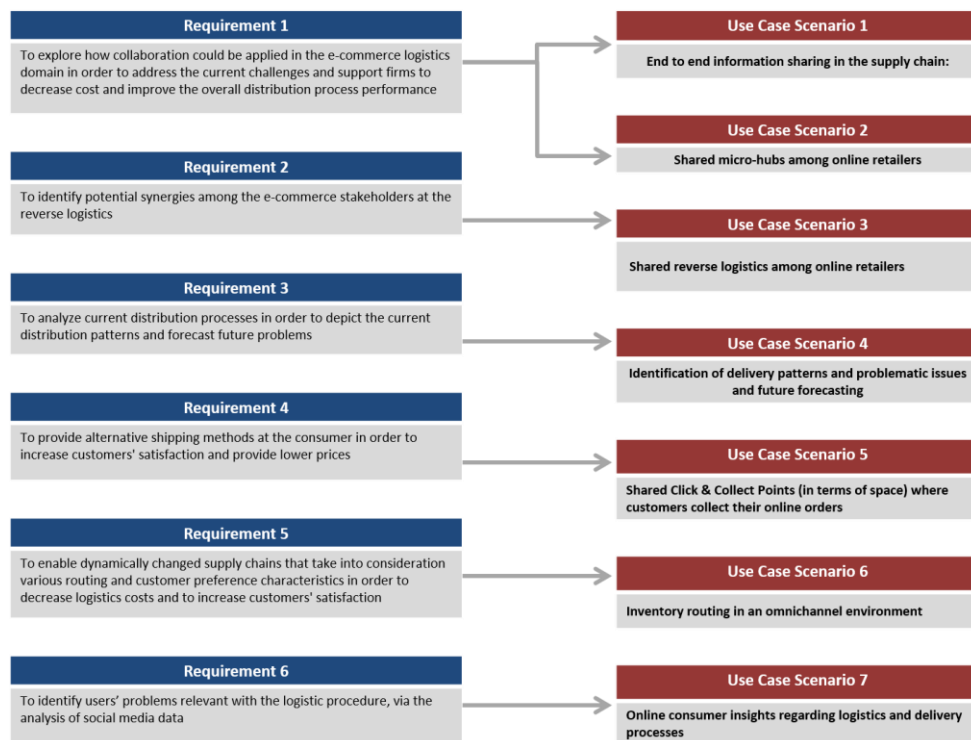 Requirement 1
To explore how collaboration could be applied in the e-commerce logistics
domain in order to address the current challenges and support firms to
decrease cost and improve the overall distribution process performance
Requirement 2
To identify potential synergies among the e-commerce stakeholders at the
reverse logistics
Requirement 3
To analyze current distribution processes in order to depict the current
distribution patterns and forecast future problems
Requirement 4
To provide alternative shipping methods at the consumer in order to
increase customers' satisfaction and provide lower prices
Requirement 5
To enable dynamically changed supply chains that take into consideration
various routing and customer preference characteristics in order to
decrease logistics costs and to increase customers' satisfaction
Requirement 6
To identify users' problems relevant with the logistic procedure, via the
analysis of social media data
Use Case Scenario 1
End to end information sharing in the supply chain:
Use Case Scenario 2
Shared micro-hubs among online retailers
Use Case Scenario 3
Shared reverse logistics among online retailers
Use Case Scenario 4
Identification of delivery patterns and problematic issues
and future forecasting
Use Case Scenario 5
Shared Click & Collect Points (in terms of space) where
customers collect their online orders
Use Case Scenario 6
Inventory routing in an omnichannel environment
Use Case Scenario 7
Online consumer insights regarding logistics and delivery
processes